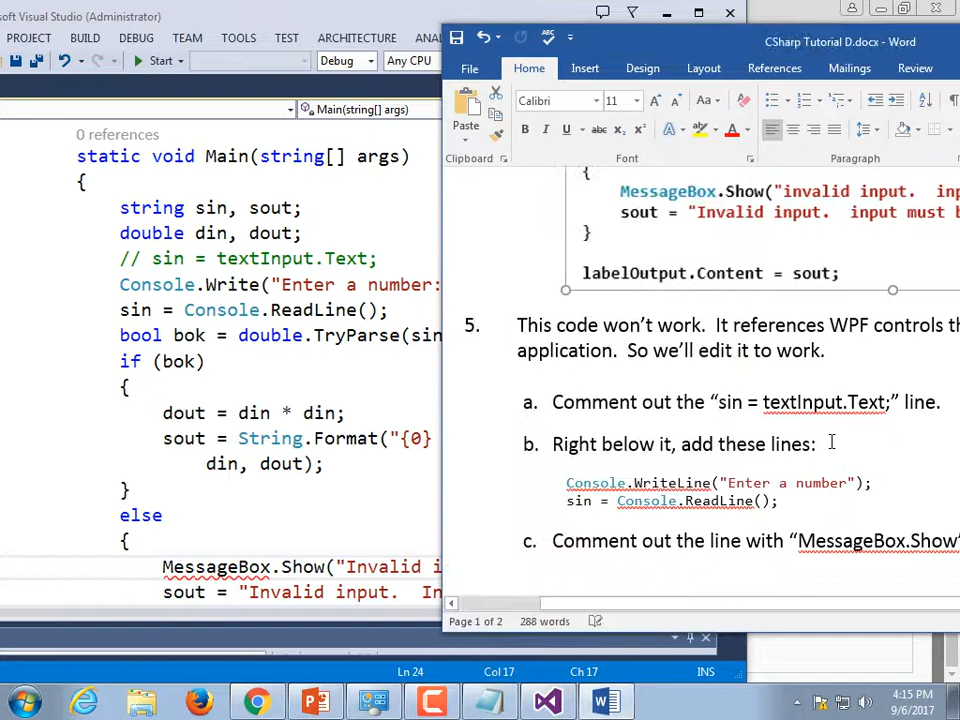 soft Visual Studio (Administrator)
PROJECT BUILD DEBUG TEAM TOOLS TEST ARCHITECTURE
Start Debug Any CPU
Main(string[] args)
0 references
static void Main(string[] args)
{
string sin, sout;
double din, dout;
// sin = textInput.Text;
Console.Write("Enter a number:
sin = Console.ReadLine();
bool bok = double.TryParse(sin
if (bok)
{
dout = din * din;
sout = String.Format("{0}
din, dout);
}
else
{
MessageBox.Show("Invalid i
sout = "Invalid input. In
Ln 24 Col 17 Ch 17 INS
CSharp Tutorial D.docx - Word
File Home Insert Design Layout References Mailings Review
Paste
Calibri 11
Clipboard Font Paragraph
{
MessageBox.Show("invalid input. inp
sout = "Invalid input. input must b
}
labelOutput.Content = sout;
5. This code won't work. It references WPF controls th
application. So we'll edit it to work.
a. Comment out the "sin = textInput.Text;" line.
b. Right below it, add these lines:
Console.WriteLine("Enter a number");
sin = Console.ReadLine();
c. Comment out the line with "MessageBox.Show"
Page 1 of 2 288 words
4:15 PM
9/6/2017